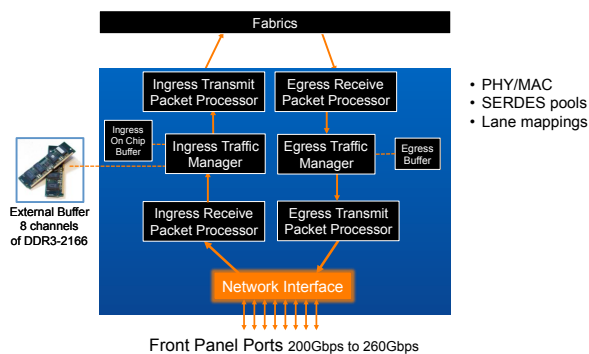 Fabrics
Ingress Transmit
Packet Processor
Egress Receive
Packet Processor
• PHY/MAC
• SERDES pools
• Lane mappings
Ingress
On Chip
Buffer
Ingress Traffic
Manager
Egress Traffic
Manager
Egress
Buffer
External Buffer
8 channels
of DDR3-2166
Ingress Receive
Packet Processor
Egress Transmit
Packet Processor
Network Interface
Front Panel Ports 200Gbps to 260Gbps